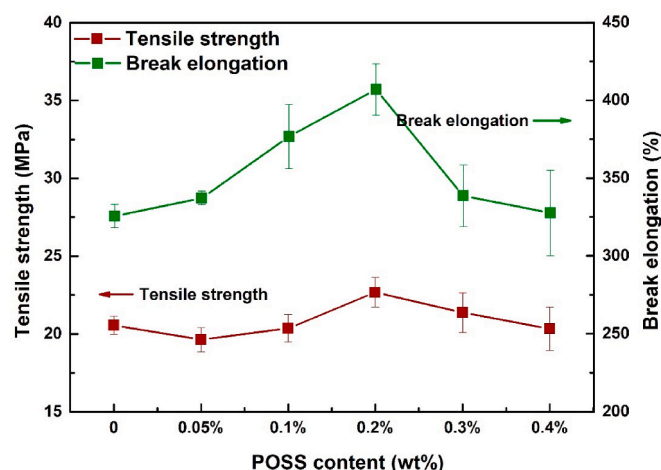 Tensile strength
Break elongation
Tensile strength (MPa)
40
35
30
25
20
15
Break elongation
Tensile strength
450
400
350
300
250
200
Break elongation (%)
0 0.05% 0.1% 0.2% 0.3% 0.4%
POSS content (wt%)